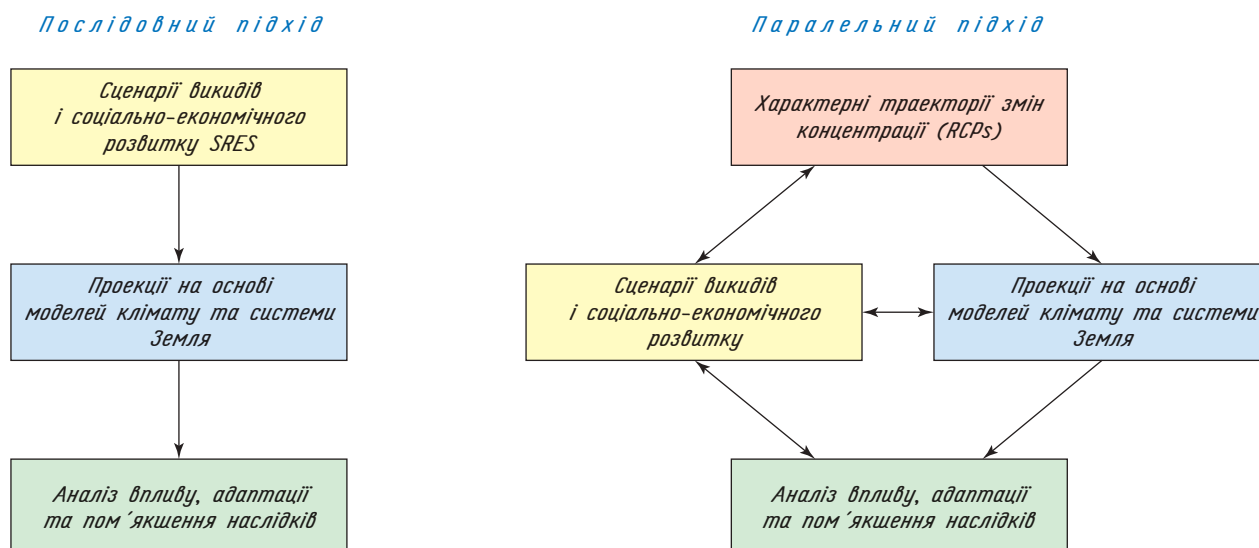 Послідовний підхід
Сценарії викидів
і соціально-економічного
розвитку SRES
Проекції на основі
моделей клімату та системи
Земля
Аналіз впливу, адаптації
та пом´якшення наслідків
Паралельний підхід
Характерні траекторії змін
концентрації (RCPs)
Сценарії викидів
і соціально-економічного
розвитку
Проекції на основі
моделей клімату та системи
Земля
Аналіз впливу, адаптації
та пом´якшення наслідків